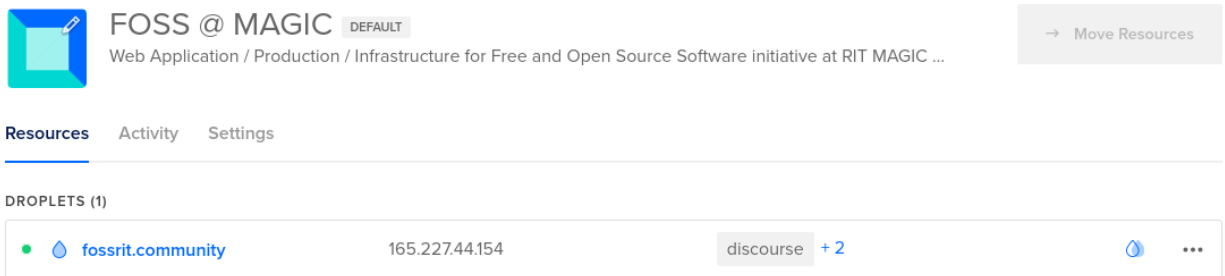 FOSS @ MAGIC DEFAULT
Web Application / Production / Infrastructure for Free and Open Source Software initiative at RIT MAGIC ...
→ Move Resources
Resources Activity Settings
DROPLETS (1)
fossrit.community 165.227.44.154 discourse + 2 •••